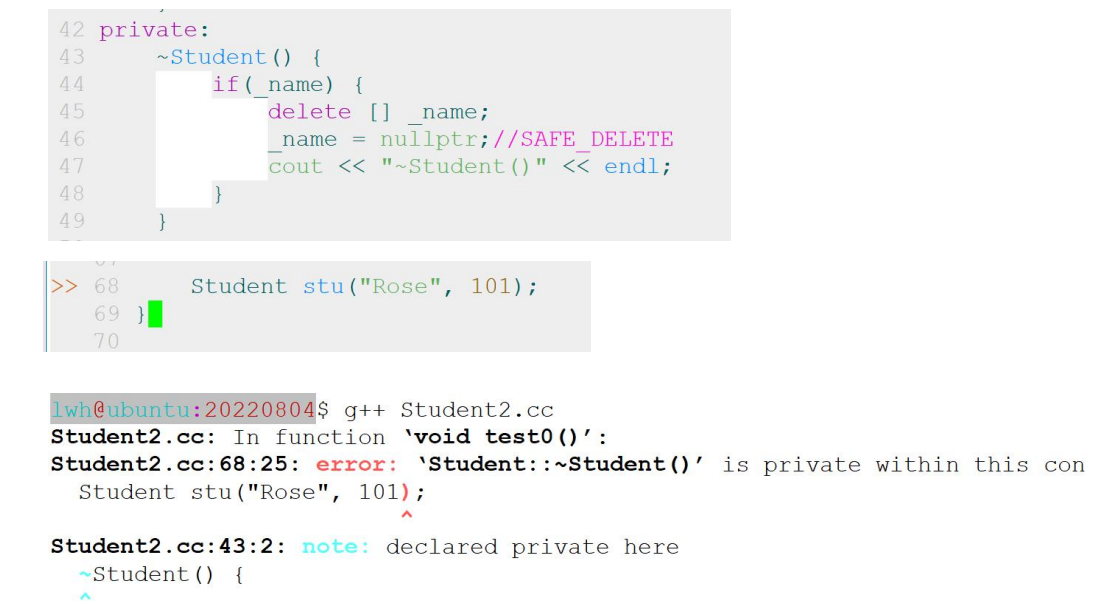 42 private:
43 ~Student() {
44 if(_name) {
45 delete [] _name;
46 _name = nullptr;//SAFE_DELETE
47 cout << "~Student()" << endl;
48 }
49 }
>> 68 Student stu("Rose", 101);
69 }
70
lwh@ubuntu:20220804$ g++ Student2.cc
Student2.cc: In function ‘void test0()’:
Student2.cc:68:25: error: ‘Student::~Student()’ is private within this con
Student stu("Rose", 101);
^
Student2.cc:43:2: note: declared private here
~Student() {
^